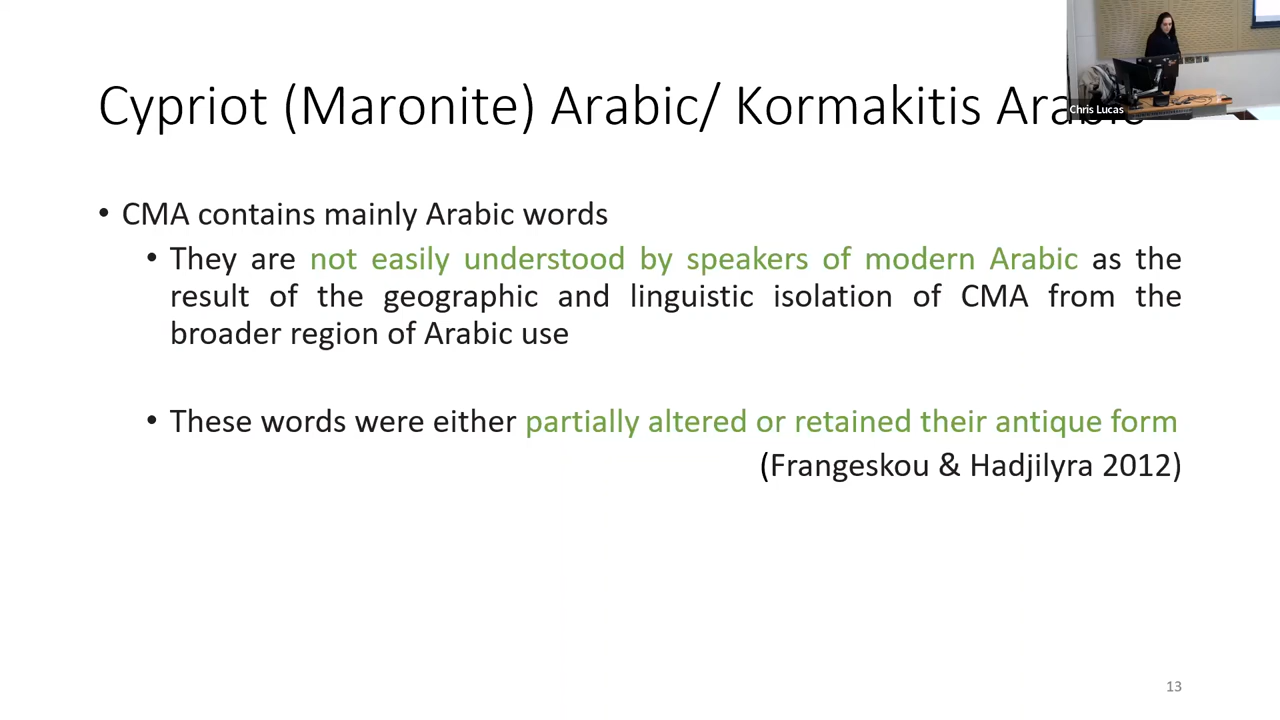 Cypriot (Maronite) Arabic/ Kormakitis Arabic
Chris Lucas
• CMA contains mainly Arabic words
• They are not easily understood by speakers of modern Arabic as the
result of the geographic and linguistic isolation of CMA from the
broader region of Arabic use
• These words were either partially altered or retained their antique form
(Frangeskou & Hadjilyra 2012)
13